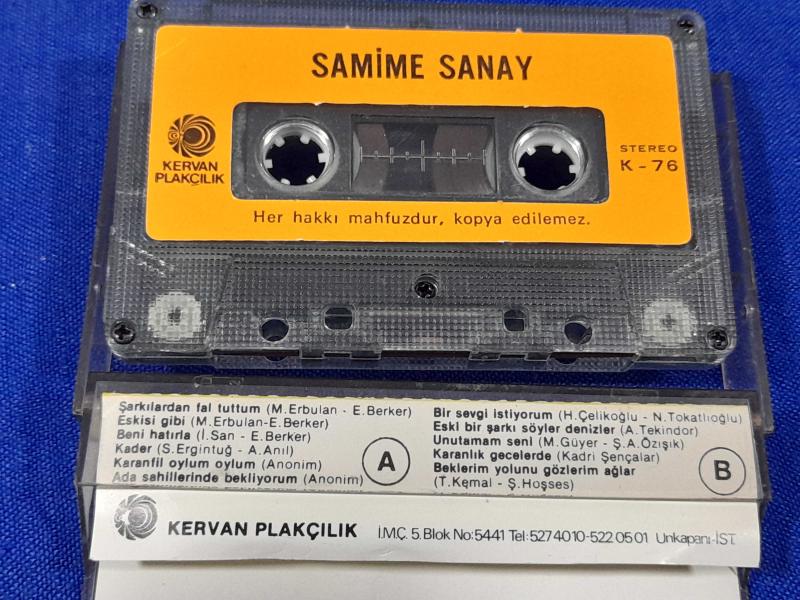 SAMİME SANAY
KERVAN
PLAKÇILIK
STEREO
K-76
Her hakkı mahfuzdur, kopya edilemez.
Şarkılardan fal tuttum (M.Erbulan - E.Berker)
Eskisi gibi (M.Erbulan-E.Berker)
Beni hatırla (İ.San - E.Berker)
Kader (S.Ergintuğ - A.Anıl)
Karanfil oylum oylum (Anonim)
Ada sahillerinde bekliyorum (Anonim)
A
Bir sevgi istiyorum (H.Çelikoğlu - N.Tokatlıoğlu)
Eski bir şarkı söyler denizler (A.Tekindor)
Unutamam seni (M.Güyer - Ş.A.Özışık)
Karanlık gecelerde (Kadri Şençalar)
Beklerim yolunu gözlerim ağlar
(T.Kemal - Ş.Hoşses)
B
KERVAN PLAKÇILIK İ.M.Ç. 5.Blok No:5441 Tel:5274010-522 05 01 Unkapanı-İST.